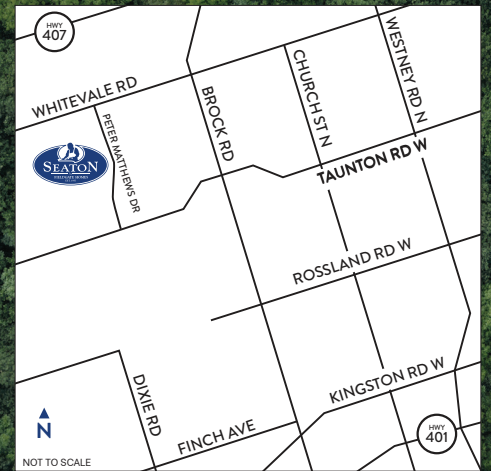 HWY
407
WHITEVALE RD
PETER MATTHEWS DR
BROCK RD
CHURCH ST N
WESTNEY RD N
SEATON
TAUNTON RD W
ROSSLAND RD W
KINGSTON RD W
DIXIE RD
FINCH AVE
HWY
401
N
NOT TO SCALE